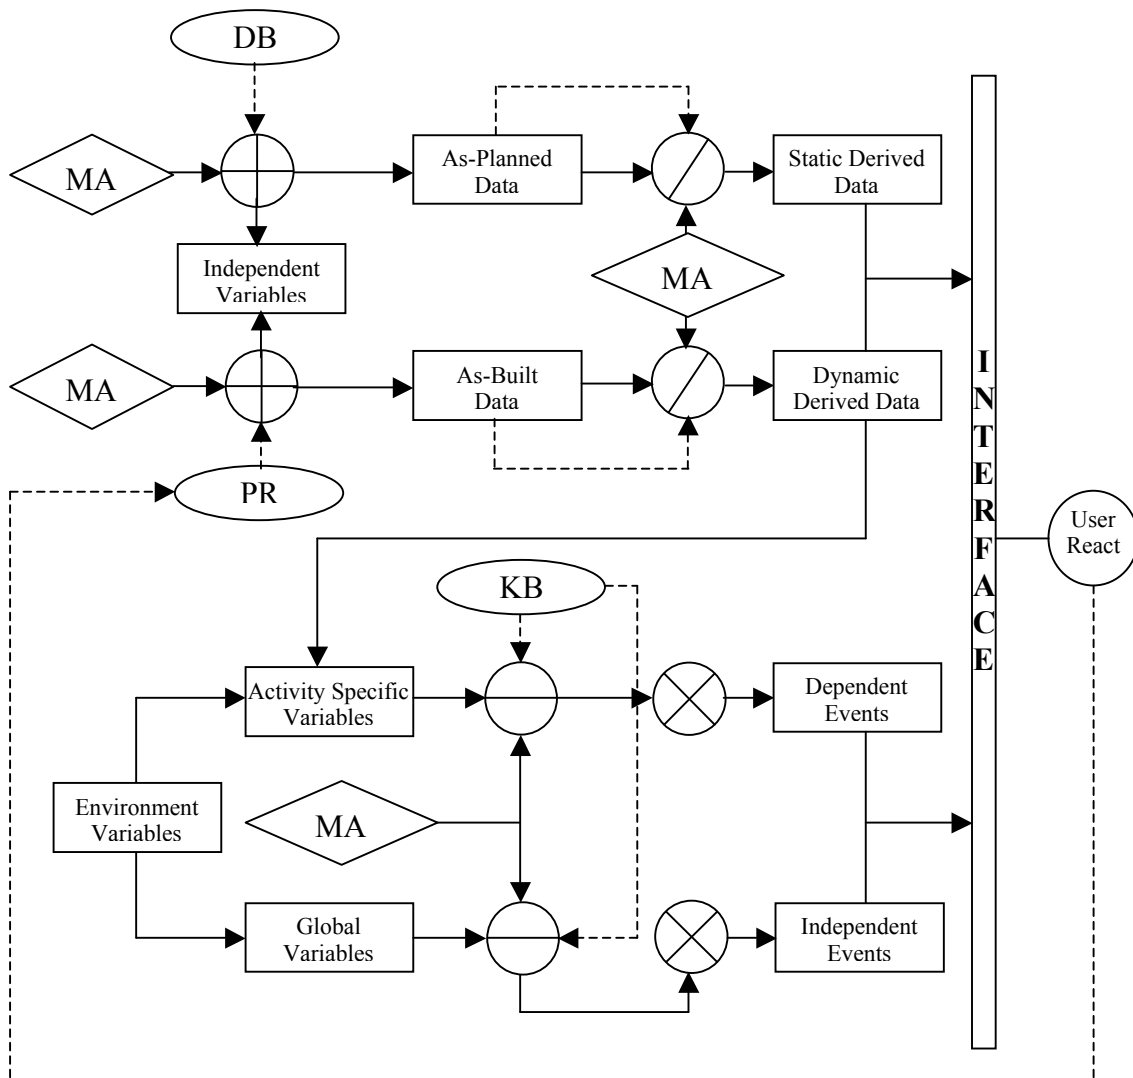 DB
MA
As-Planned
Data
Static Derived
Data
Independent
Variables
MA
MA
As-Built
Data
Dynamic
Derived Data
PR
INTERFACE
User
React
KB
Activity Specific
Variables
Dependent
Events
Environment
Variables
MA
Global
Variables
Independent
Events